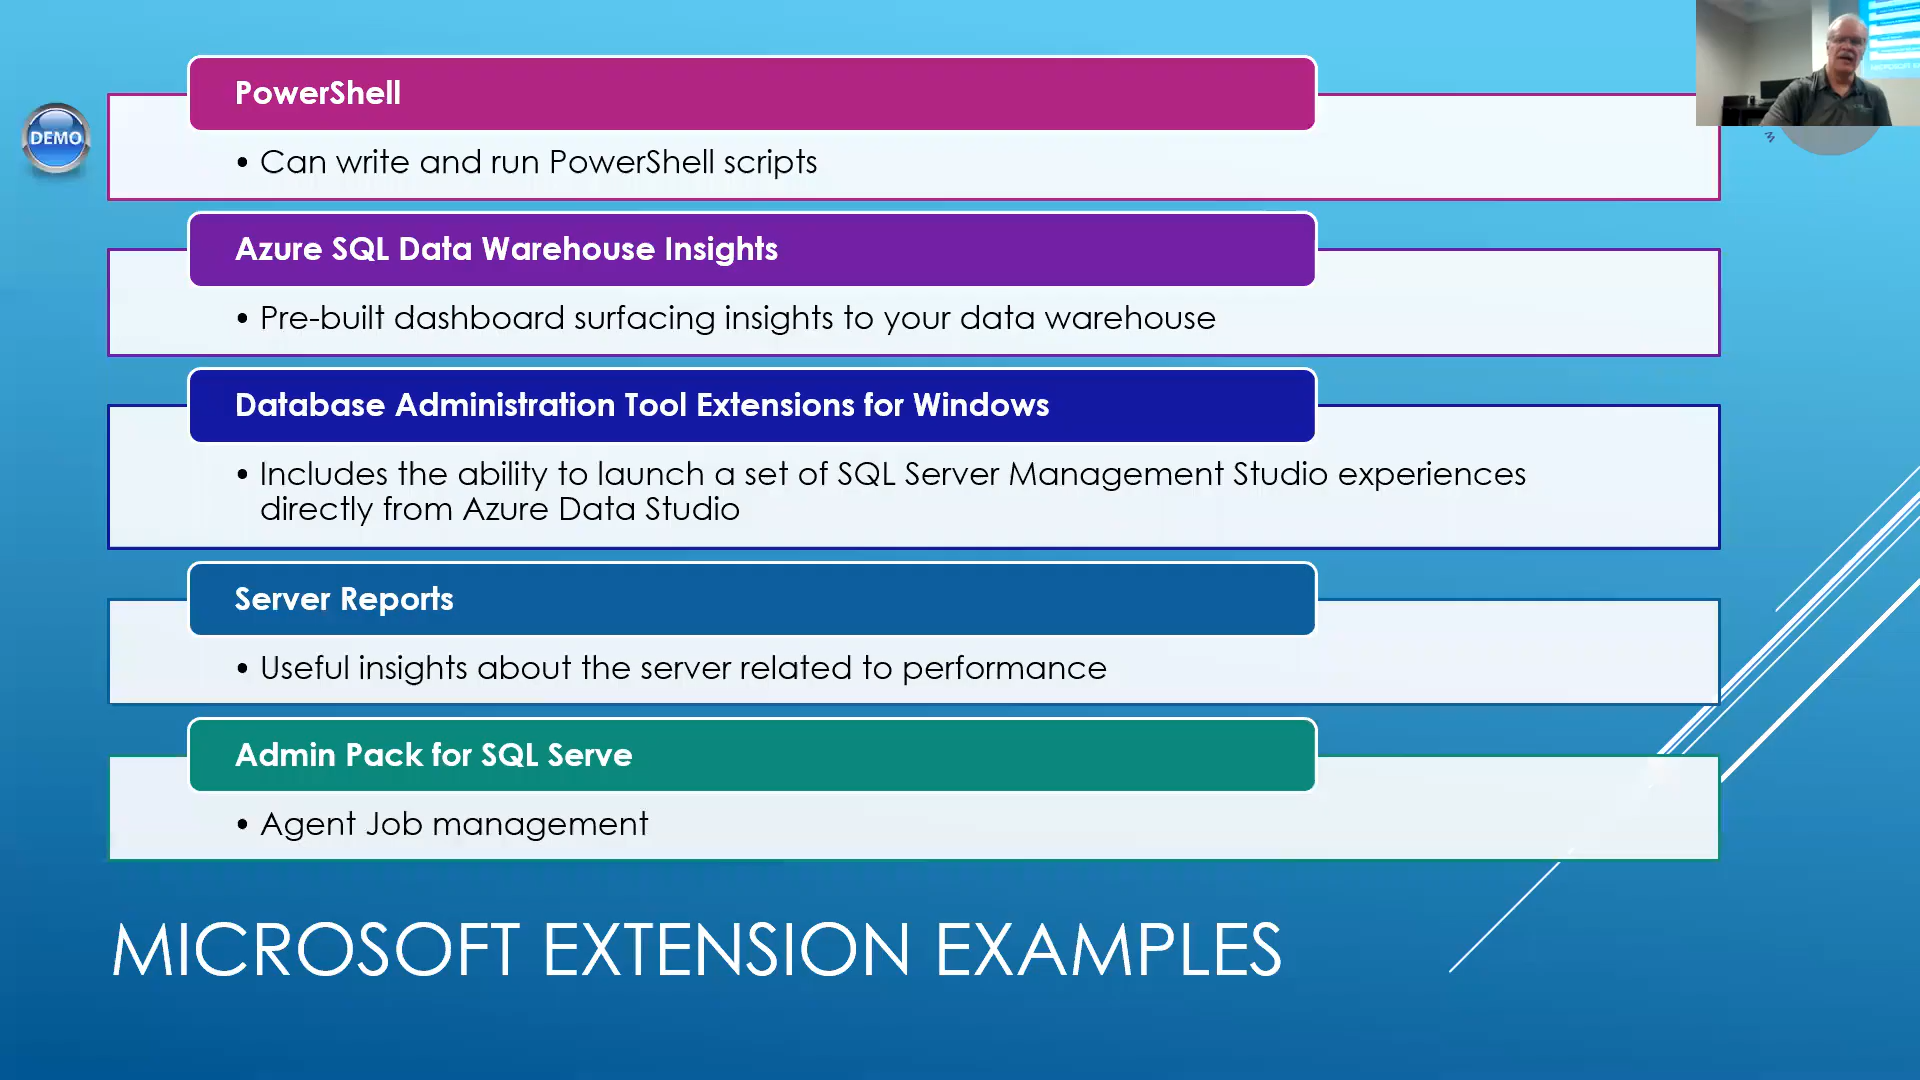 PowerShell
DEMO
• Can write and run PowerShell scripts
Azure SQL Data Warehouse Insights
• Pre-built dashboard surfacing insights to your data warehouse
Database Administration Tool Extensions for Windows
• Includes the ability to launch a set of SQL Server Management Studio experiences
directly from Azure Data Studio
Server Reports
• Useful insights about the server related to performance
Admin Pack for SQL Serve
• Agent Job management
MICROSOFT EXTENSION EXAMPLES